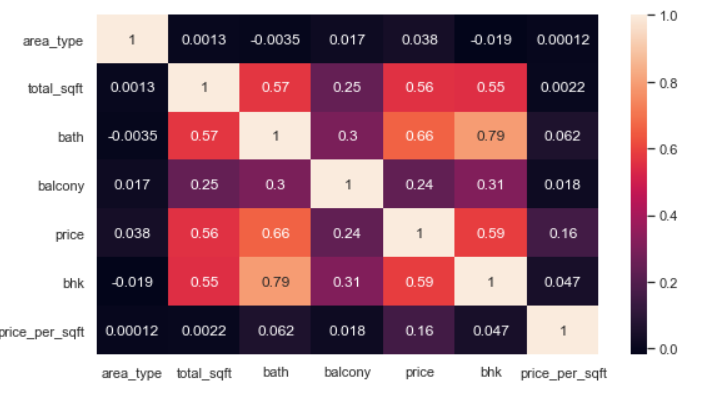 area_type 1 0.0013 -0.0035 0.017 0.038 -0.019 0.00012 1.0
total_sqft 0.0013 1 0.57 0.25 0.56 0.55 0.0022 0.8
bath -0.0035 0.57 1 0.3 0.66 0.79 0.062 0.6
balcony 0.017 0.25 0.3 1 0.24 0.31 0.018
price 0.038 0.56 0.66 0.24 1 0.59 0.16 0.4
bhk -0.019 0.55 0.79 0.31 0.59 1 0.047 0.2
price_per_sqft 0.00012 0.0022 0.062 0.018 0.16 0.047 1 0.0
area_type total_sqft bath balcony price bhk price_per_sqft